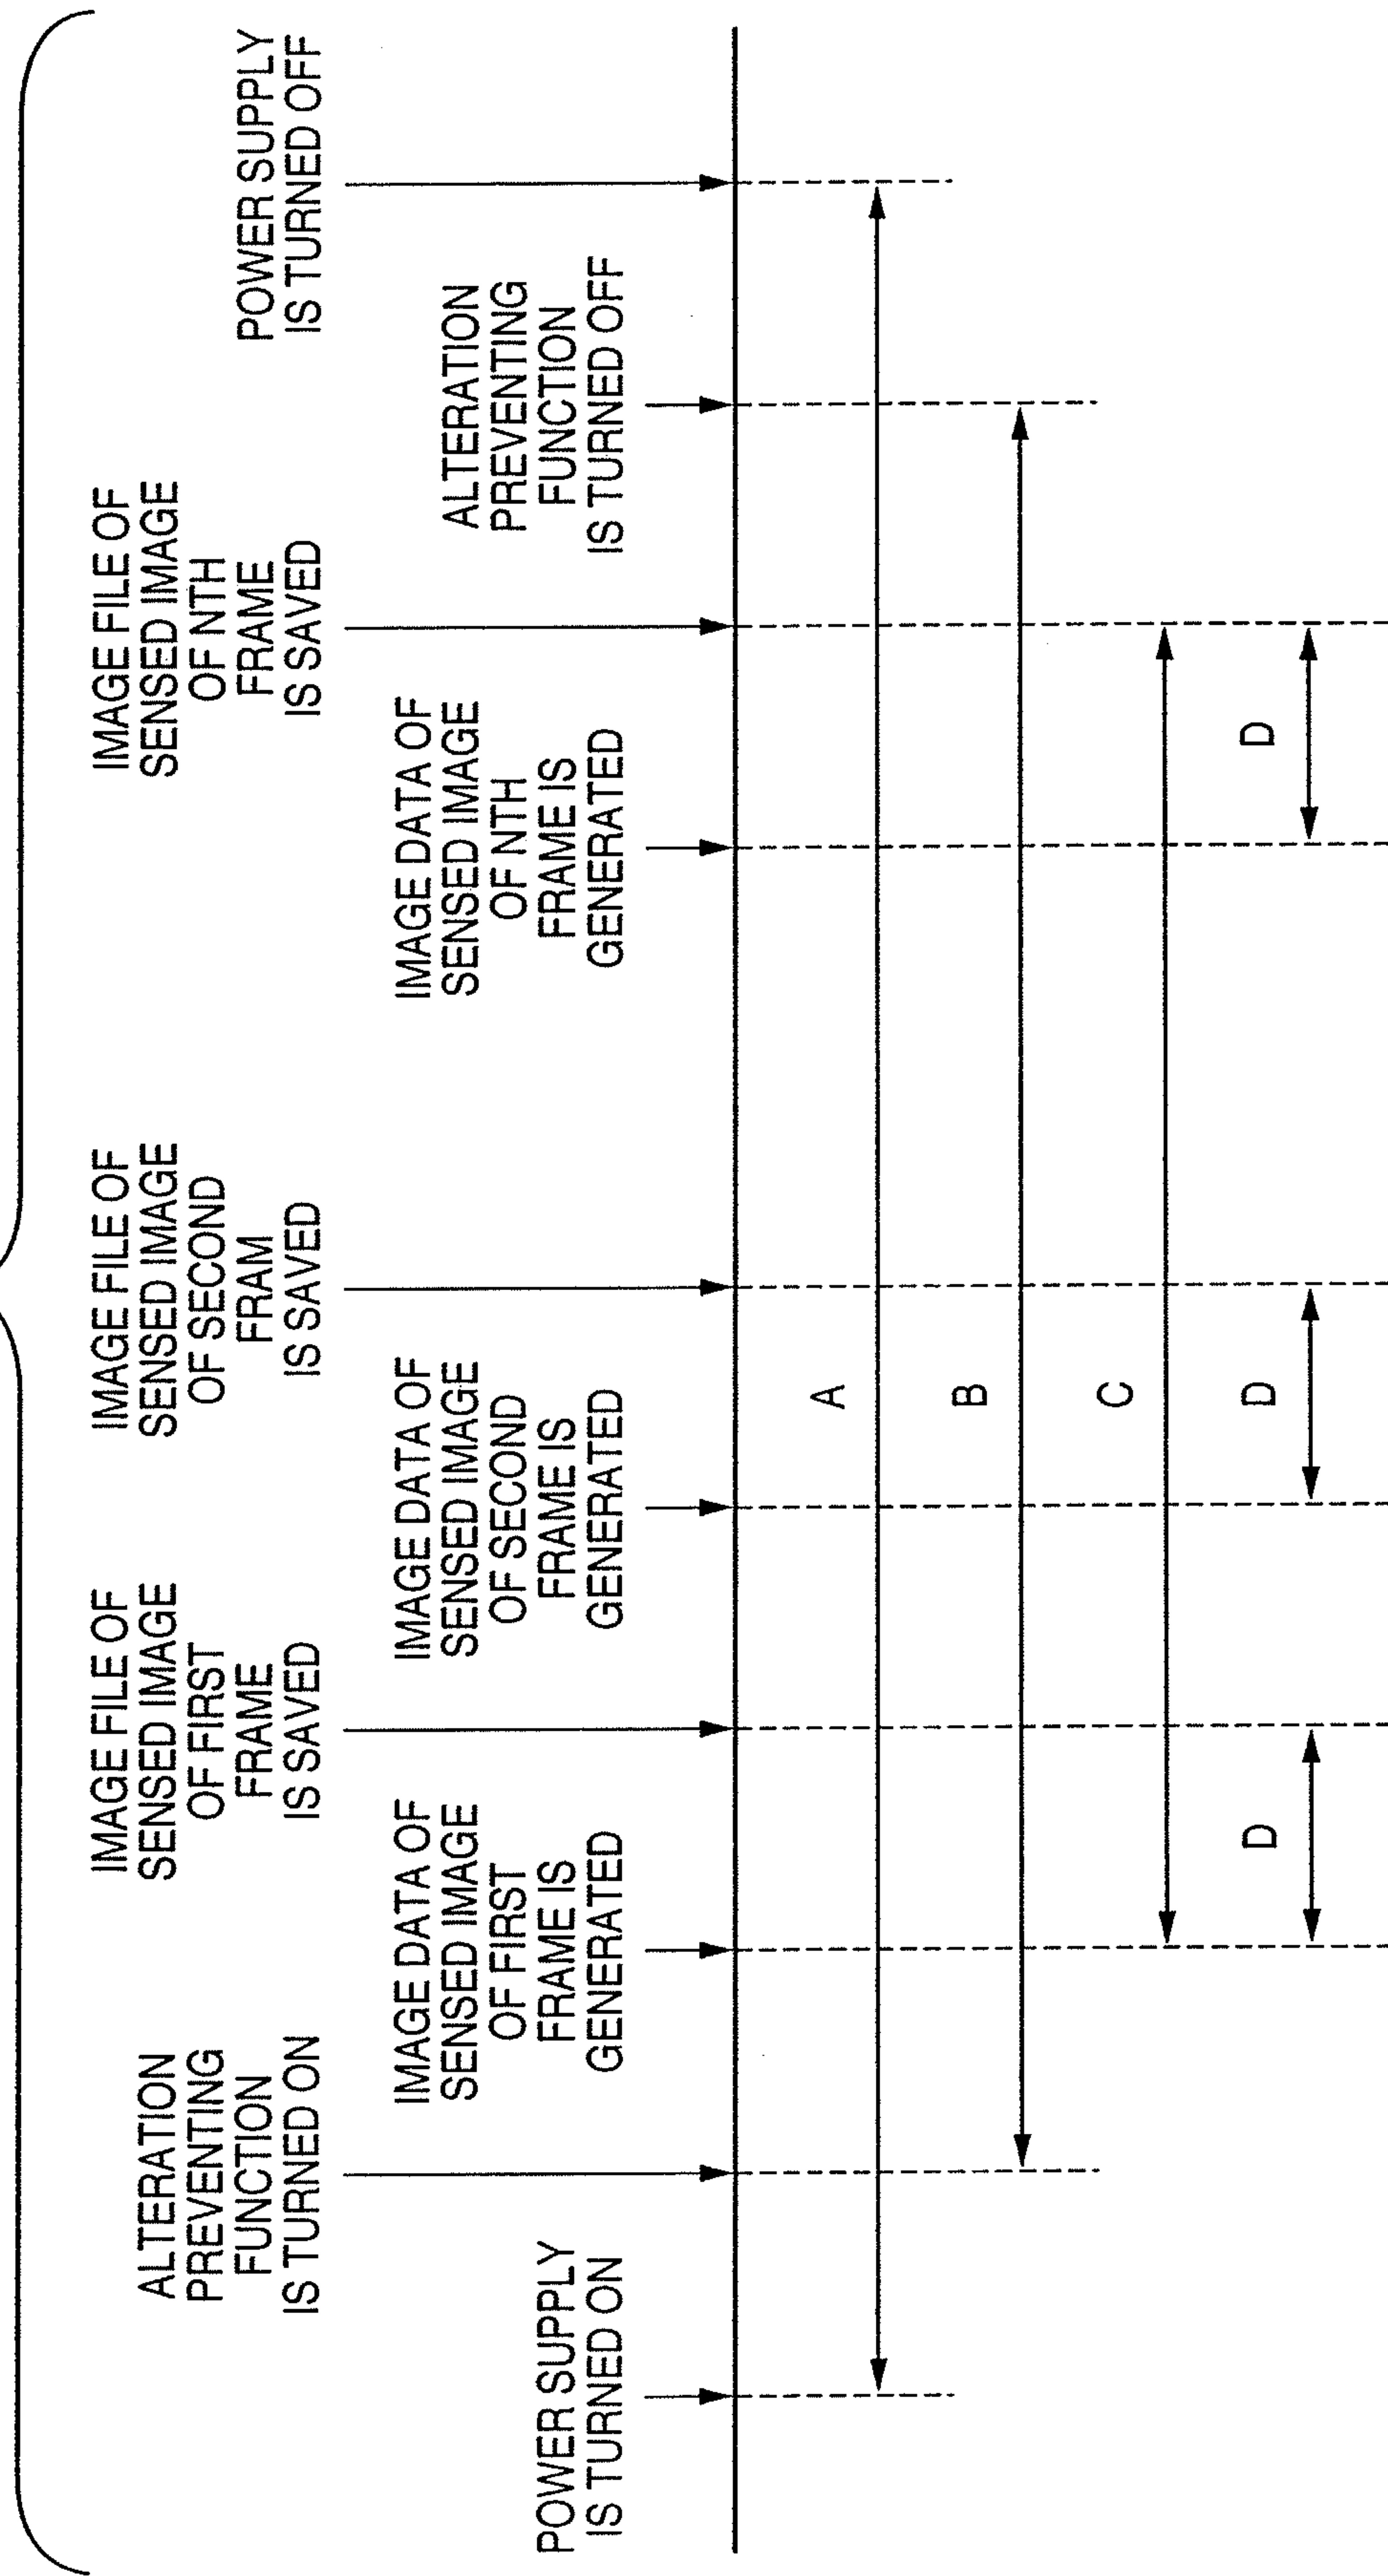 POWER SUPPLY
IS TURNED ON
ALTERATION
PREVENTING
FUNCTION
IS TURNED ON
IMAGE DATA OF
SENSED IMAGE
OF FIRST
FRAME IS
GENERATED
IMAGE FILE OF
SENSED IMAGE
OF FIRST
FRAME
IS SAVED
IMAGE DATA OF
SENSED IMAGE
OF SECOND
FRAME IS
GENERATED
IMAGE FILE OF
SENSED IMAGE
OF SECOND
FRAM
IS SAVED
IMAGE DATA OF
SENSED IMAGE
OF NTH
FRAME IS
GENERATED
IMAGE FILE OF
SENSED IMAGE
OF NTH
FRAME
IS SAVED
ALTERATION
PREVENTING
FUNCTION
IS TURNED OFF
POWER SUPPLY
IS TURNED OFF
A
B
C
D
D
D